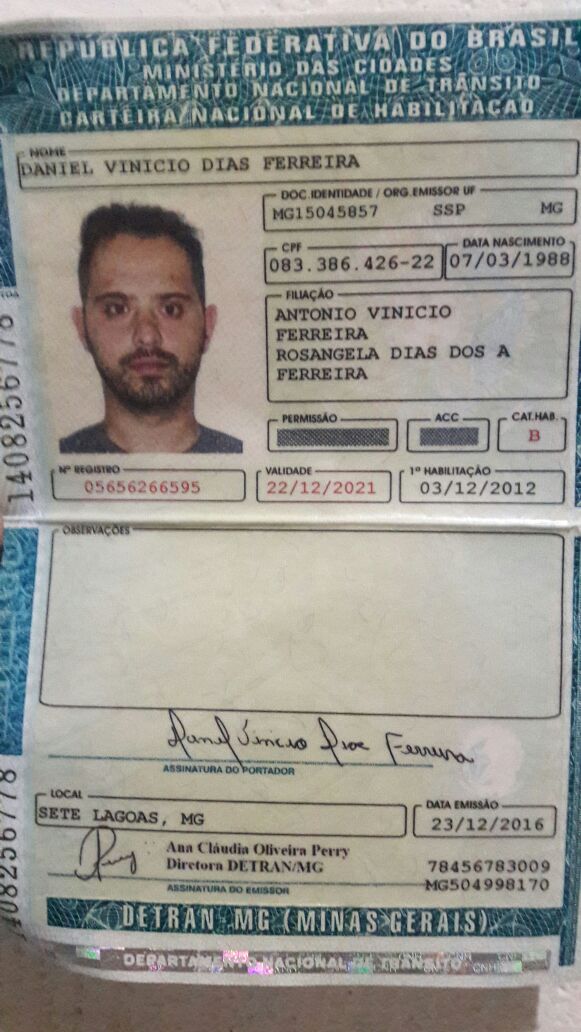 REPÚBLICA FEDERATIVA DO BRASIL
MINISTÉRIO DAS CIDADES
DEPARTAMENTO NACIONAL DE TRÂNSITO
CARTEIRA NACIONAL DE HABILITAÇÃO
NOME
DANIEL VINICIO DIAS FERREIRA
DOC. IDENTIDADE / ORG. EMISSOR UF
MG15045857 SSP MG
CPF
083.386.426-22
DATA NASCIMENTO
07/03/1988
FILIAÇÃO
ANTONIO VINICIO
FERREIRA
ROSANGELA DIAS DOS A
FERREIRA
PERMISSÃO
ACC
CAT. HAB.
B
Nº REGISTRO
05656266595
VALIDADE
22/12/2021
1ª HABILITAÇÃO
03/12/2012
1408256778
OBSERVAÇÕES
Daniel Vinicio Dias Ferreira
ASSINATURA DO PORTADOR
LOCAL
SETE LAGOAS, MG
DATA EMISSÃO
23/12/2016
Ana Cláudia Oliveira Perry
Diretora DETRAN/MG
ASSINATURA DO EMISSOR
78456783009
MG504998170
DETRAN-MG (MINAS GERAIS)
DEPARTAMENTO NACIONAL DE TRÂNSITO